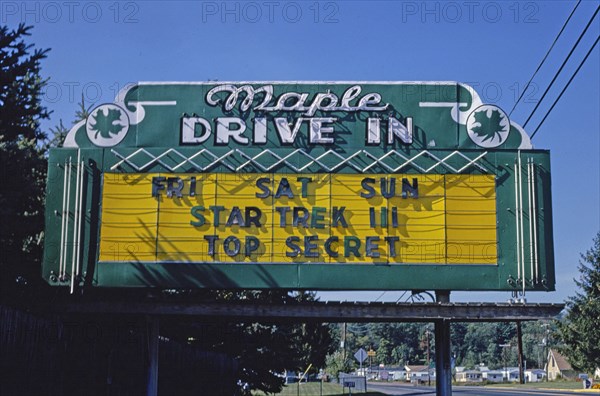 Maple
DRIVE IN
FRI SAT SUN
STAR TREK III
TOP SECRET